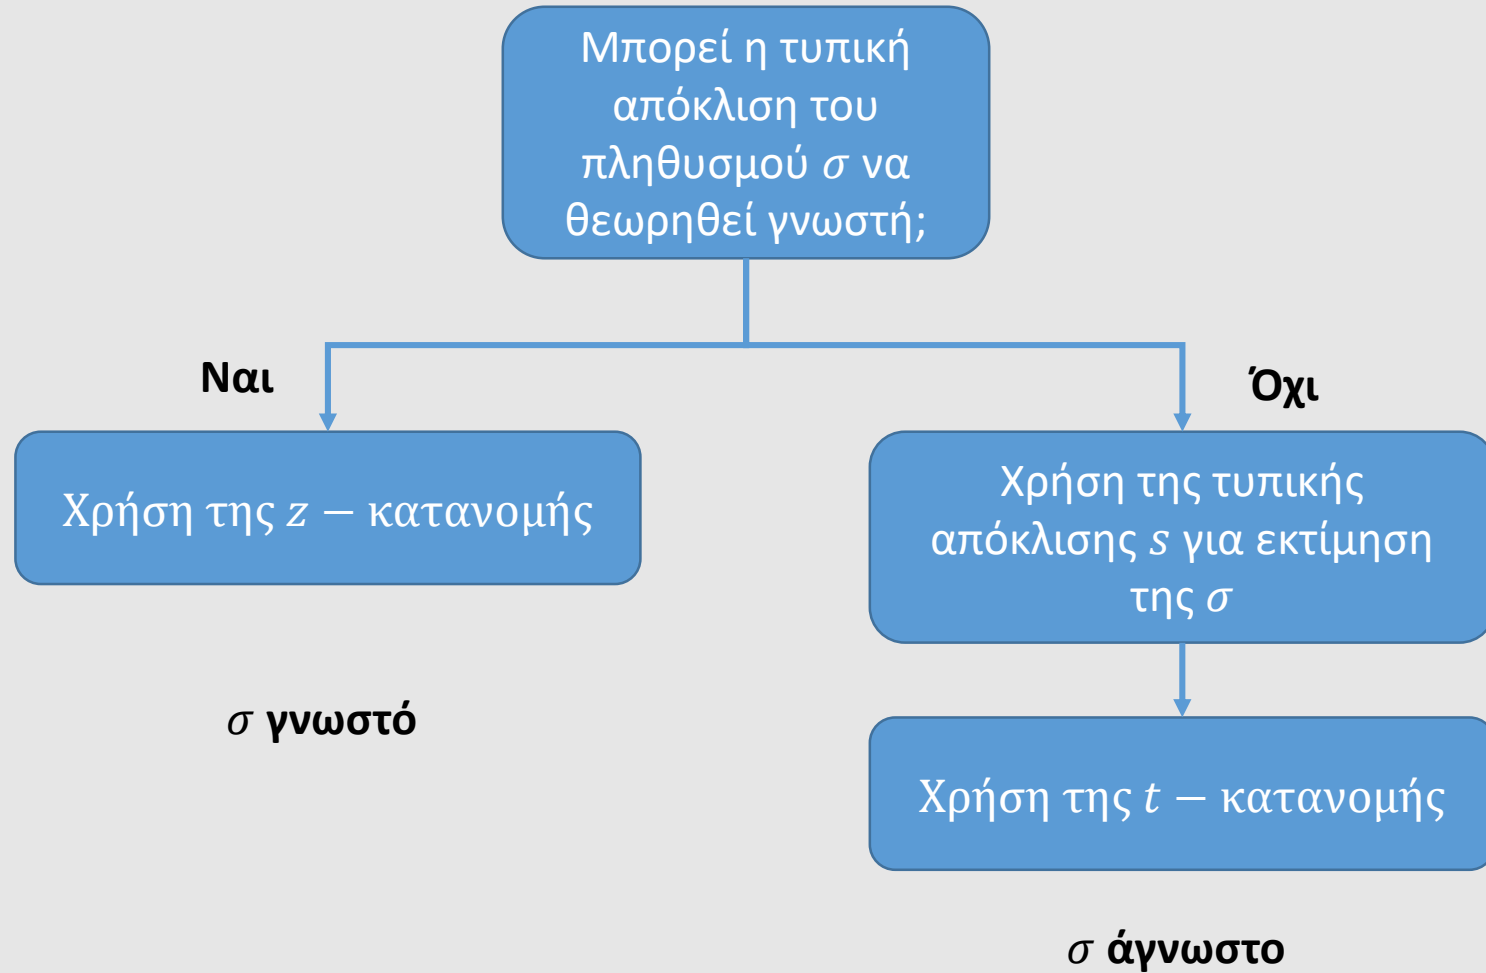 Μπορεί η τυπική
απόκλιση του
πληθυσμού σ να
θεωρηθεί γνωστή;
Ναι
Όχι
Χρήση της z − κατανομής
Χρήση της τυπικής
απόκλισης s για εκτίμηση
της σ
σ γνωστό
Χρήση της t − κατανομής
σ άγνωστο